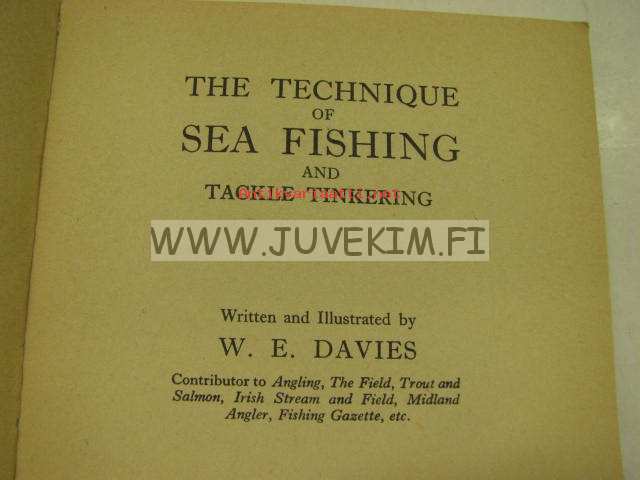 THE TECHNIQUE
OF
SEA FISHING
AND
TACKLE TINKERING
WWW.JUVEKIM.FI
Written and Illustrated by
W. E. DAVIES
Contributor to Angling, The Field, Trout and
Salmon, Irish Stream and Field, Midland
Angler, Fishing Gazette, etc.